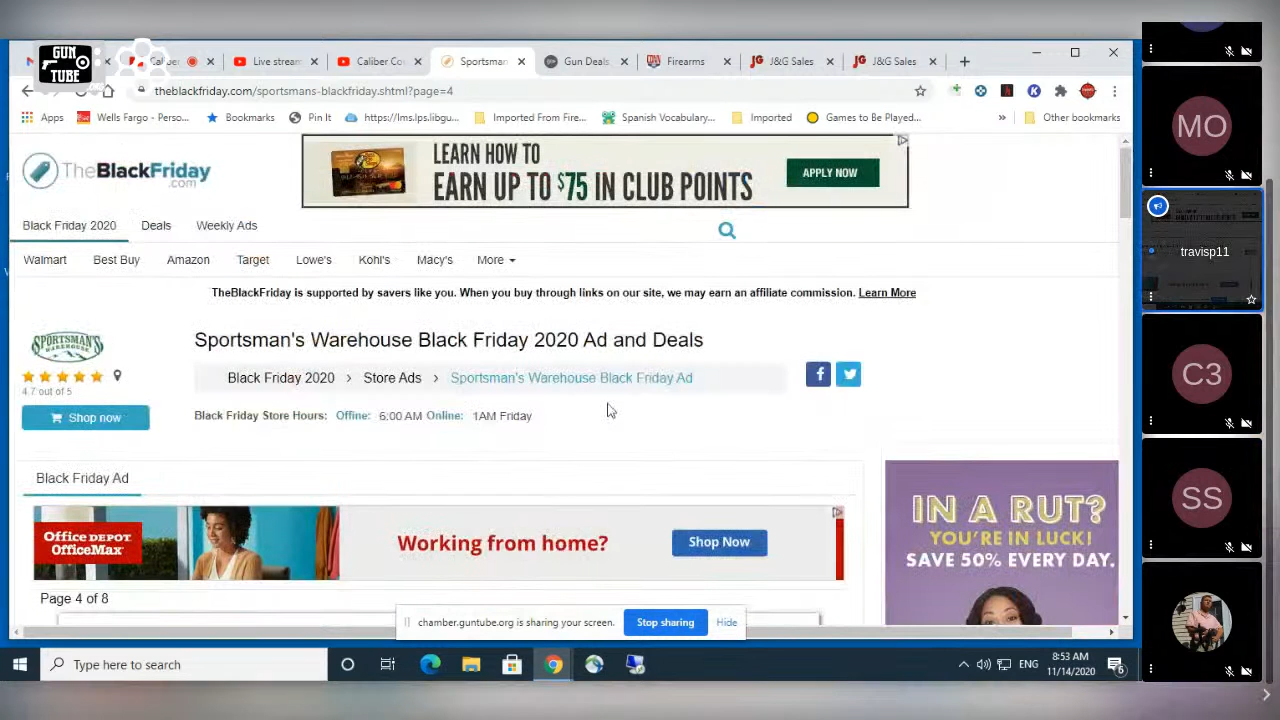 GUN
TUBE
Caliber
Live stream
Caliber Co
Sportsman
Gun Deals,
Firearms
J&G Sales
J&G Sales
theblackfriday.com/sportsmans-blackfriday.shtml?page=4
Apps
Wells Fargo - Perso...
Bookmarks
Pin It
https://lms.lps.libgu...
Imported From Fire...
Spanish Vocabulary...
Imported
Games to Be Played...
»
Other bookmarks
TheBlackFriday
.com
LEARN HOW TO
EARN UP TO $75 IN CLUB POINTS
APPLY NOW
Black Friday 2020 Deals Weekly Ads
Walmart Best Buy Amazon Target Lowe's Kohl's Macy's More
TheBlackFriday is supported by savers like you. When you buy through links on our site, we may earn an affiliate commission. Learn More
SPORTSMAN'S
WAREHOUSE
4.7 out of 5
Shop now
Sportsman's Warehouse Black Friday 2020 Ad and Deals
Black Friday 2020 › Store Ads › Sportsman's Warehouse Black Friday Ad
Black Friday Store Hours: Offine: 6:00 AM Online: 1AM Friday
Black Friday Ad
Office DEPOT
OfficeMax
Working from home?
Shop Now
IN A RUT?
YOU'RE IN LUCK!
SAVE 50% EVERY DAY.
Page 4 of 8
chamber.guntube.org is sharing your screen.
Stop sharing
Hide
Type here to search
ENG
8:53 AM
11/14/2020
6
MO
travisp11
C3
SS